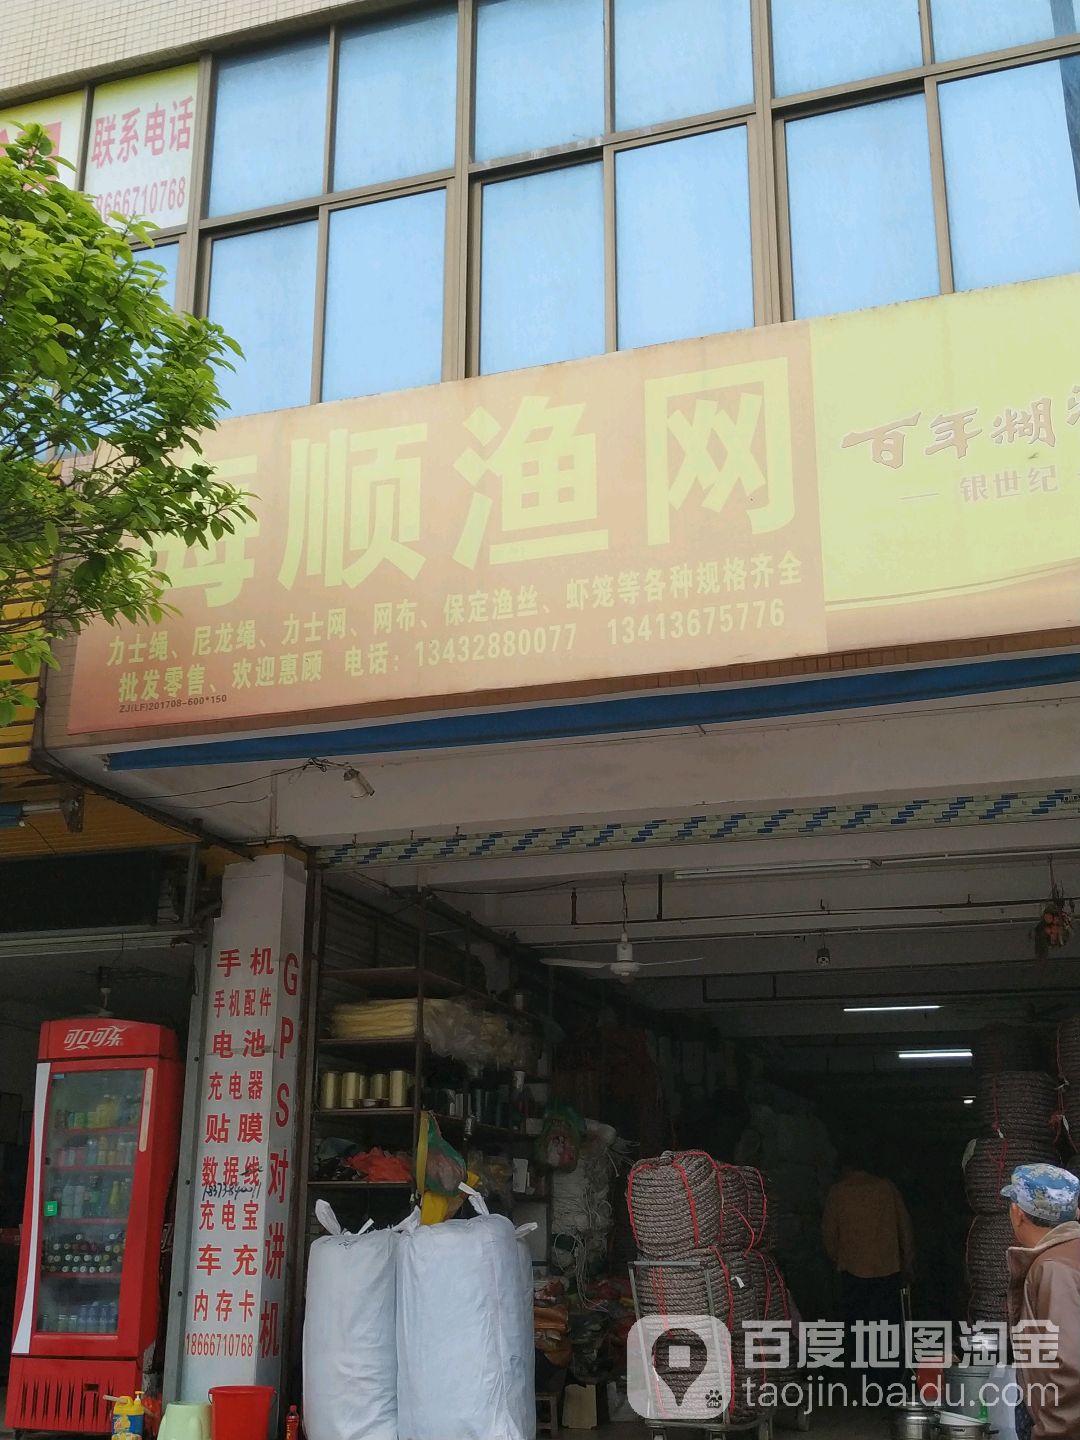 联系电话
18666710768
海顺渔网
力士绳、尼龙绳、力士网、网布、保定渔丝、虾笼等各种规格齐全
批发零售、欢迎惠顾 电话：13432880077 13413675776
ZJ(LF)201708-600*150
百年糊
银世纪
可口可乐
手机
手机配件
电池
充电器
贴膜
数据线
充电宝
车充
内存卡
18666710768
GPS对讲机
百度地图淘金
taojin.baidu.com